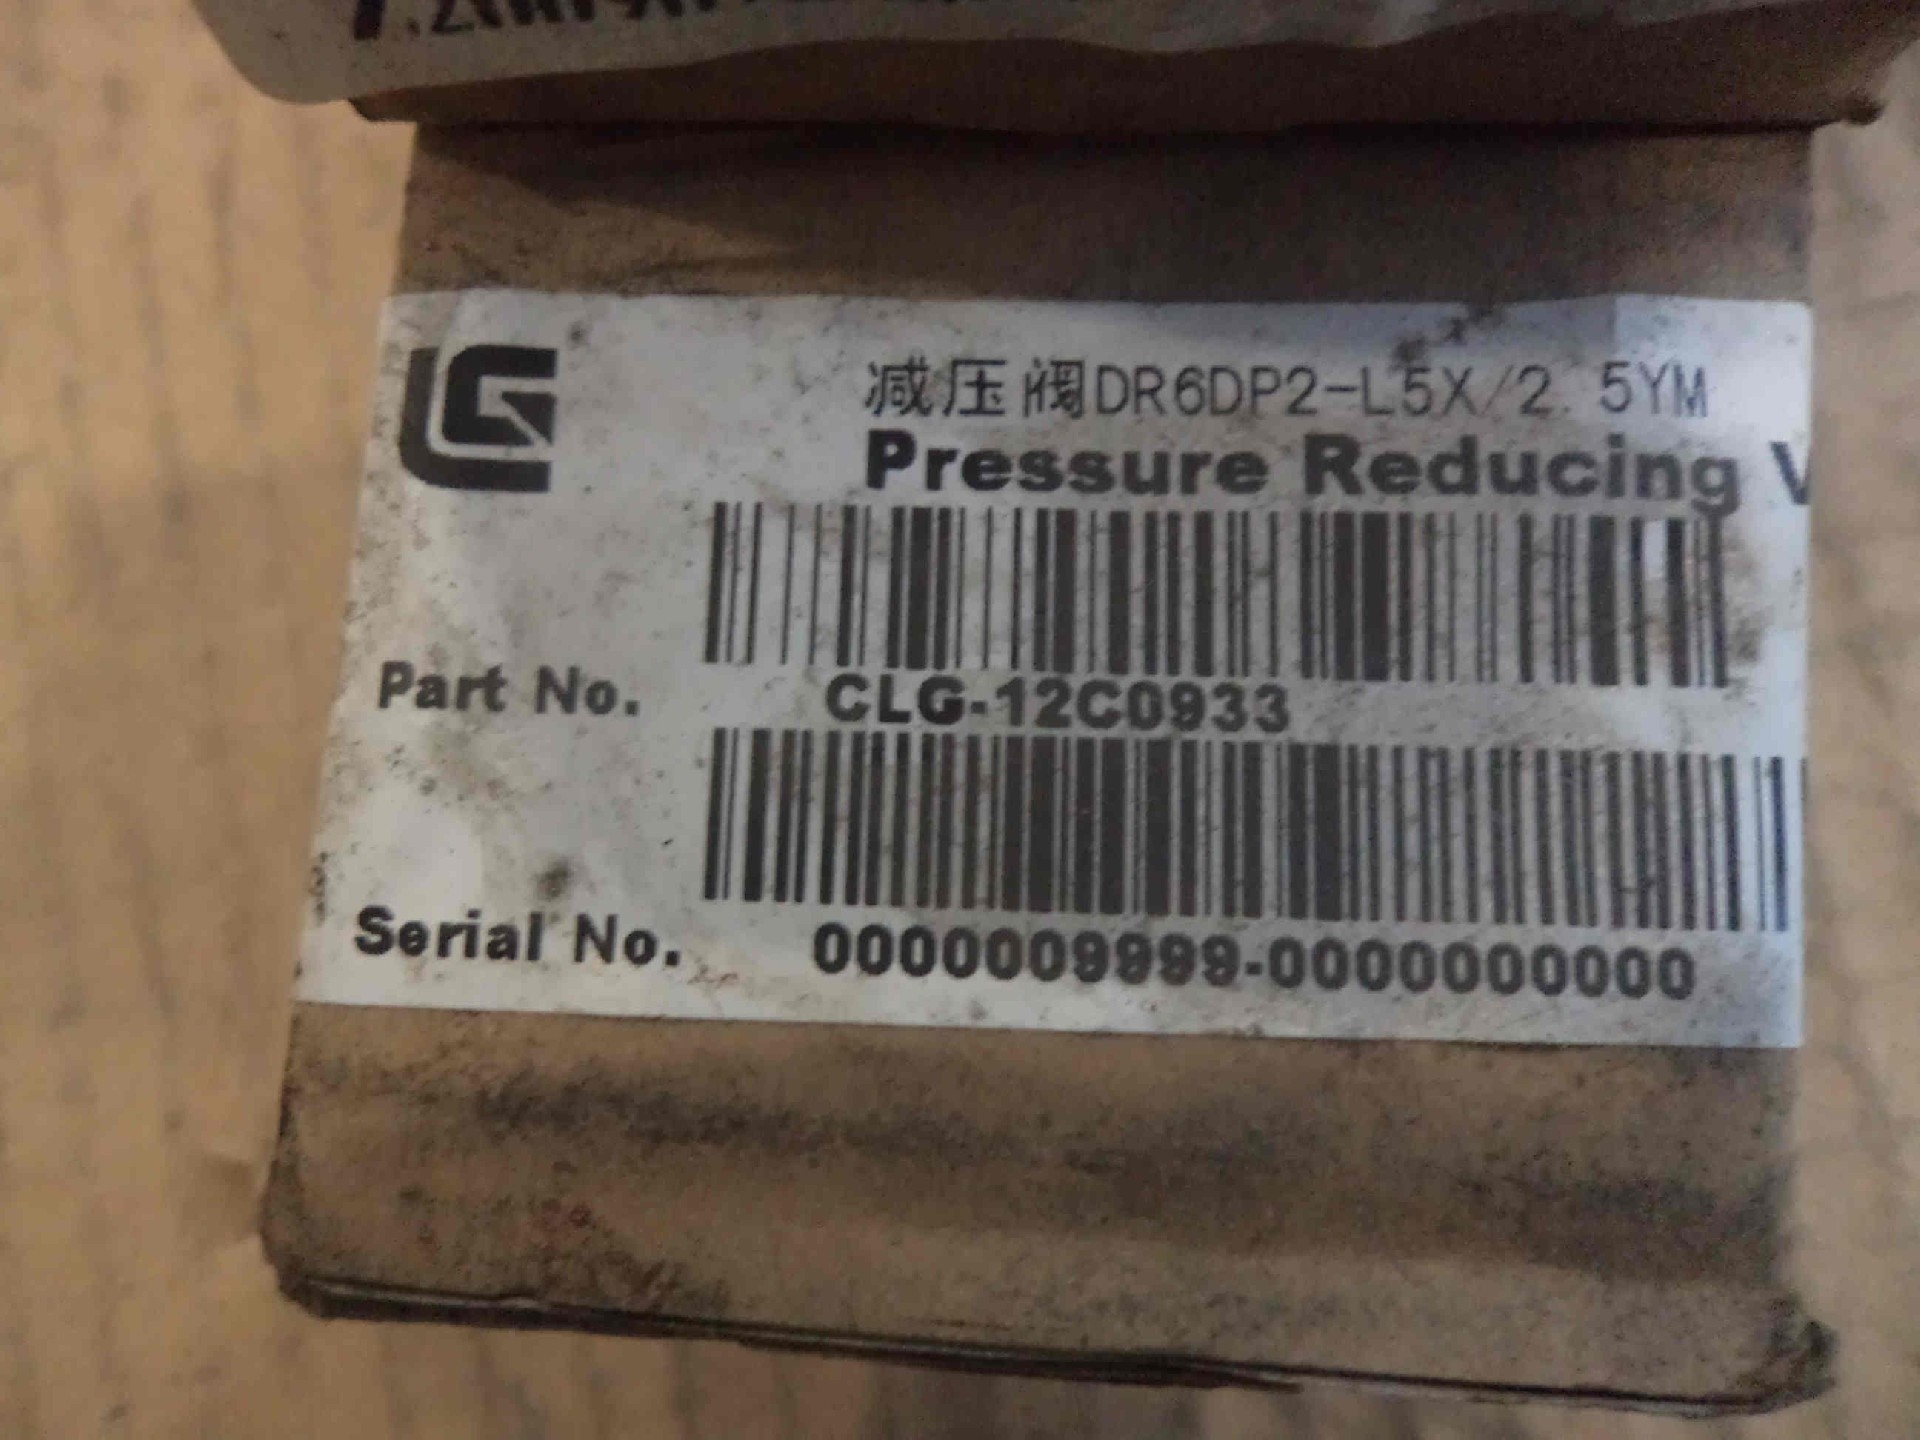 减压阀DR6DP2-L5X/2.5YM
Pressure Reducing V
Part No. CLG-12C0933
Serial No. 0000009999-0000000000